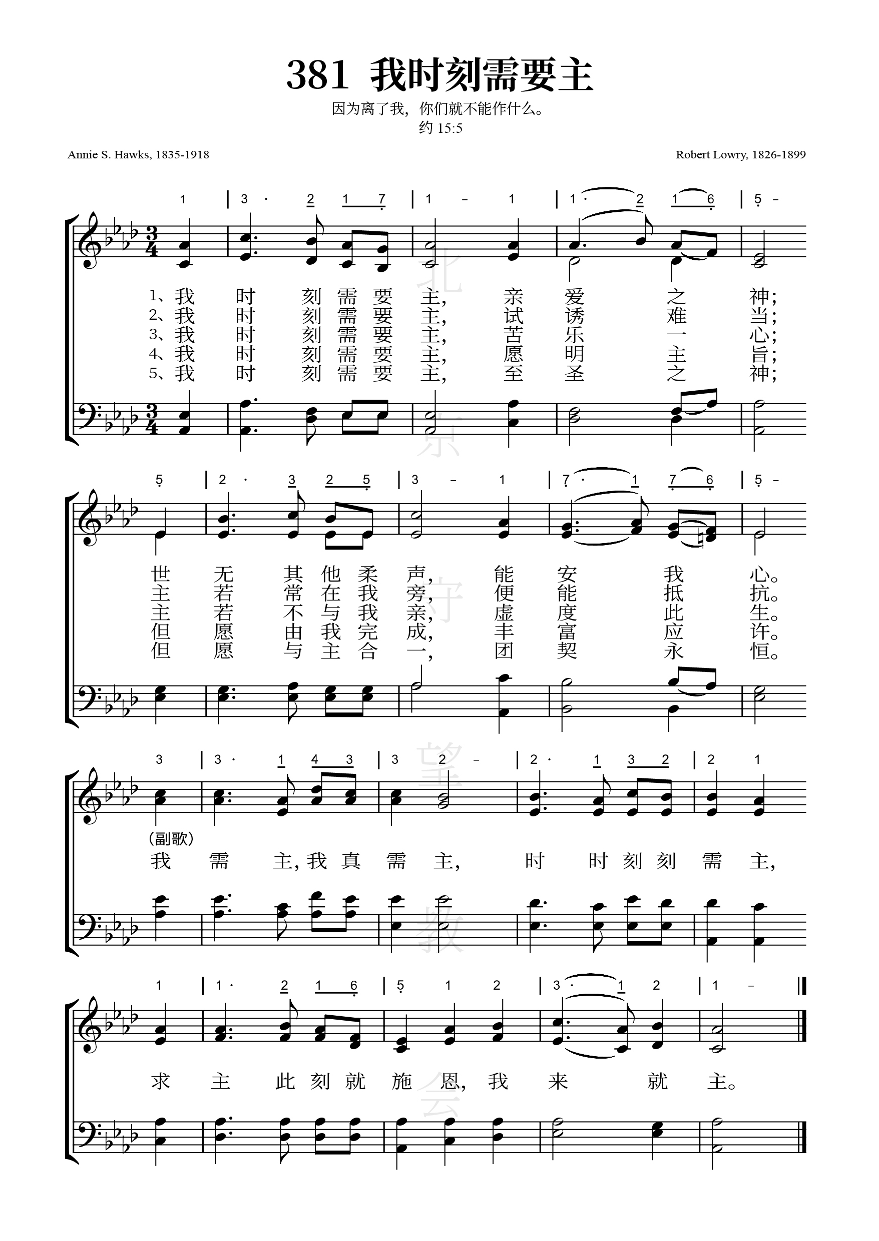 381 我时刻需要主
因为离了我，你们就不能作什么。
约 15:5
Annie S. Hawks, 1835-1918
Robert Lowry, 1826-1899
1 | 3 · 2 1 7 | 1 - 1 | 1 · 2 1 6 | 5 -
1、我 时 刻 需 要 主， 亲 爱 之 神；
2、我 时 刻 需 要 主， 试 诱 难 当；
3、我 时 刻 需 要 主， 苦 乐 一 心；
4、我 时 刻 需 要 主， 愿 明 主 旨；
5、我 时 刻 需 要 主， 至 圣 之 神；
5 | 2 · 3 2 5 | 3 - 1 | 7 · 1 7 6 | 5 -
世 无 其 他 柔 声， 能 安 我 心。
主 若 常 在 我 旁， 便 能 抵 抗。
主 若 不 与 我 亲， 虚 度 此 生。
但 愿 由 我 完 成， 丰 富 应 许。
但 愿 与 主 合 一， 团 契 永 恒。
3 | 3 · 1 4 3 | 3 2 - | 2 · 1 3 2 | 2 1
（副歌）
我 需 主，我 真 需 主， 时 时 刻 刻 需 主，
1 | 1 · 2 1 6 | 5 1 2 | 3 · 1 2 | 1 -
求 主 此 刻 就 施 恩，我 来 就 主。
北京守望教会